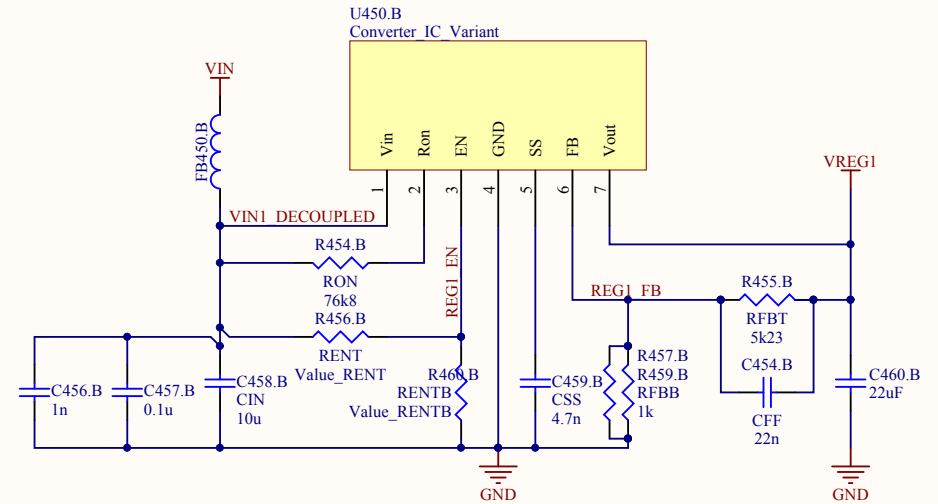 U450.B
Converter_IC_Variant
VIN
FB450.B
Vin
Ron
EN
GND
SS
FB
Vout
1
2
3
4
5
6
7
VREG1
VIN1_DECOUPLED
R454.B
RON
76k8
REG1_EN
REG1_FB
R455.B
RFBT
5k23
R456.B
RENT
Value_RENT
R460.B
RENTB
Value_RENTB
R457.B
R459.B
RFBB
1k
C454.B
CFF
22n
C456.B
1n
C457.B
0.1u
C458.B
CIN
10u
C459.B
CSS
4.7n
C460.B
22uF
GND
GND